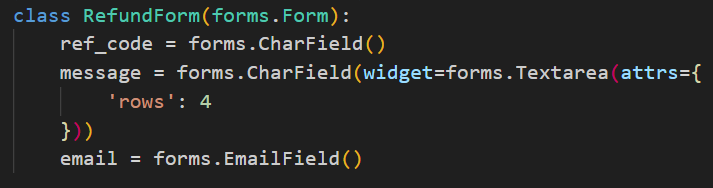 class RefundForm(forms.Form):
    ref_code = forms.CharField()
    message = forms.CharField(widget=forms.Textarea(attrs={
        'rows': 4
    }))
    email = forms.EmailField()